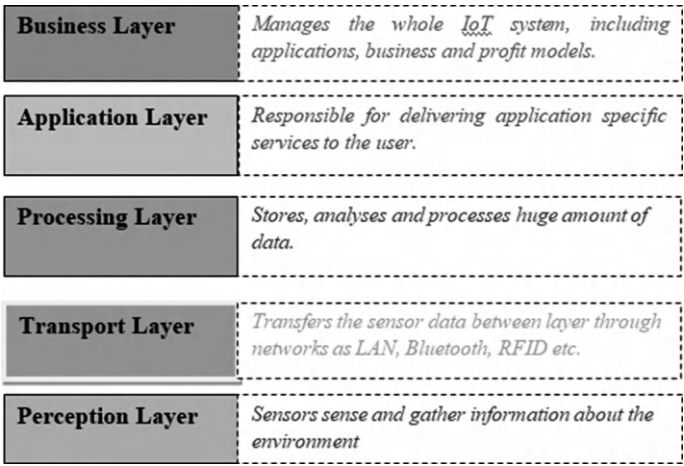 Business Layer
Manages the whole IoT system, including
applications, business and profit models.
Application Layer
Responsible for delivering application specific
services to the user.
Processing Layer
Stores, analyses and processes huge amount of
data.
Transport Layer
Transfers the sensor data between layer through
networks as LAN, Bluetooth, RFID etc.
Perception Layer
Sensors sense and gather information about the
environment